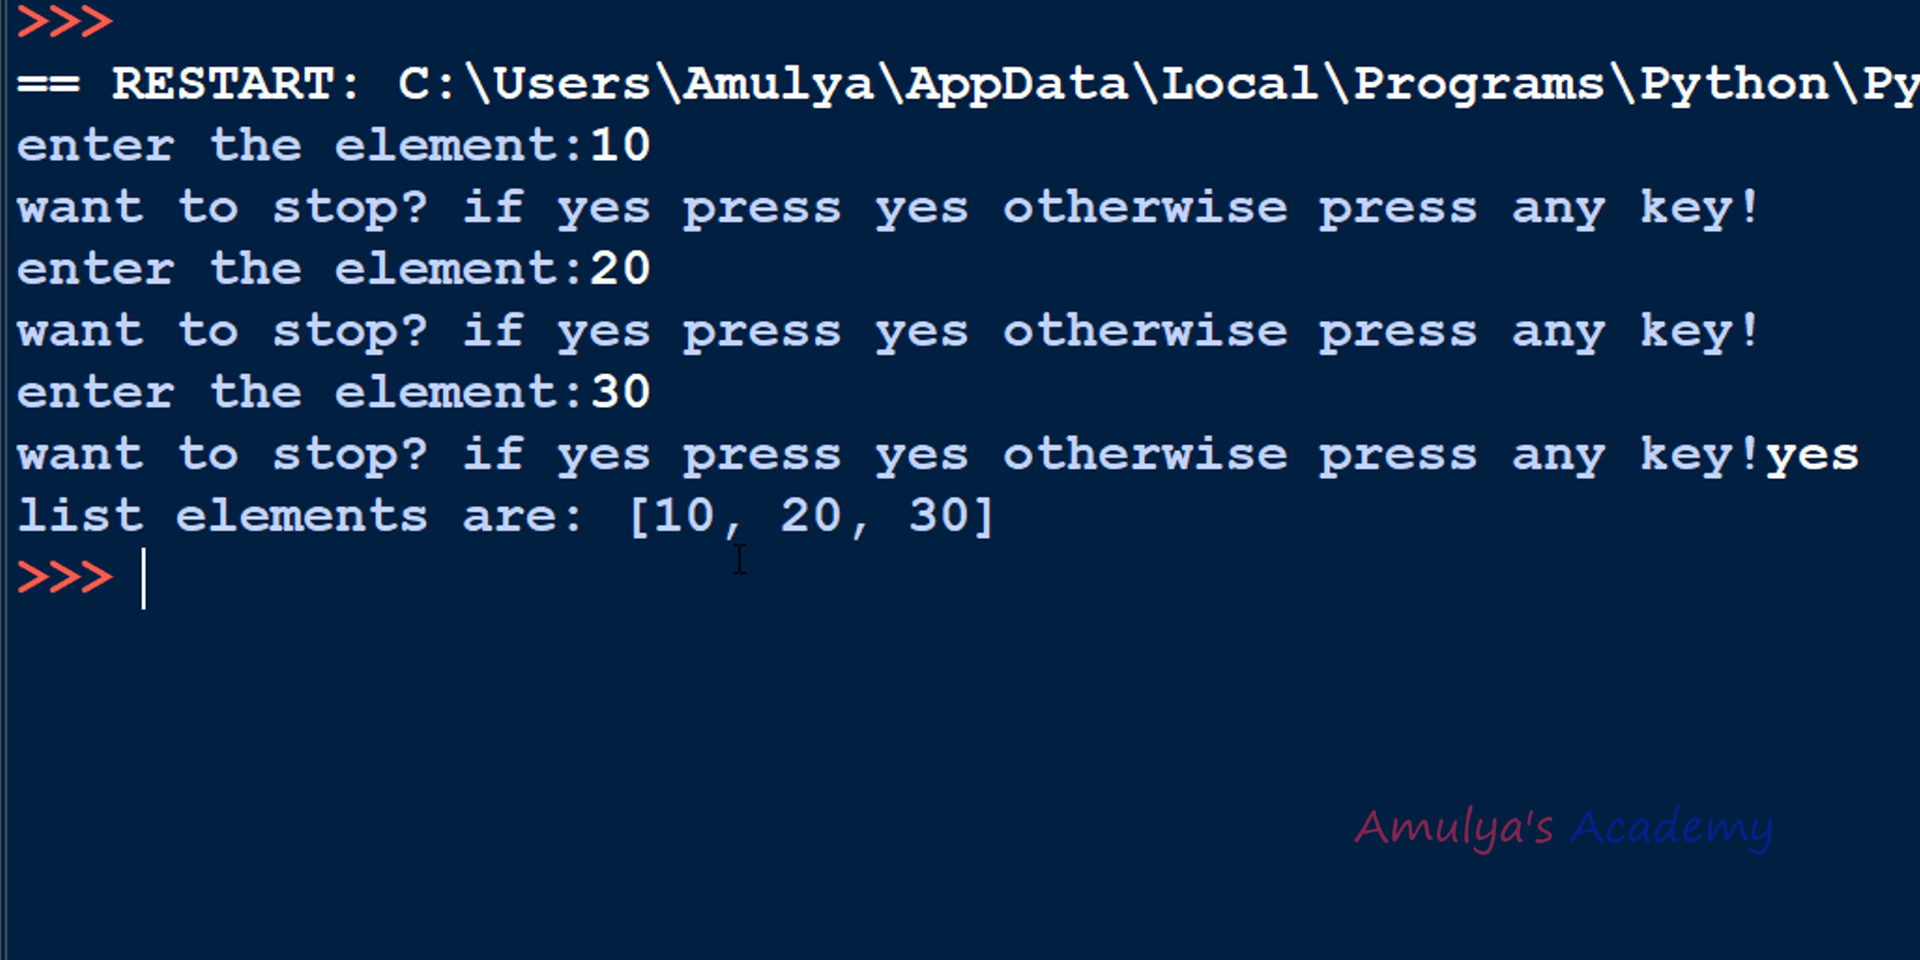 >>>
== RESTART: C:\Users\Amulya\AppData\Local\Programs\Python\Py
enter the element:10
want to stop? if yes press yes otherwise press any key!
enter the element:20
want to stop? if yes press yes otherwise press any key!
enter the element:30
want to stop? if yes press yes otherwise press any key!yes
list elements are: [10, 20, 30]
>>>
Amulya's Academy